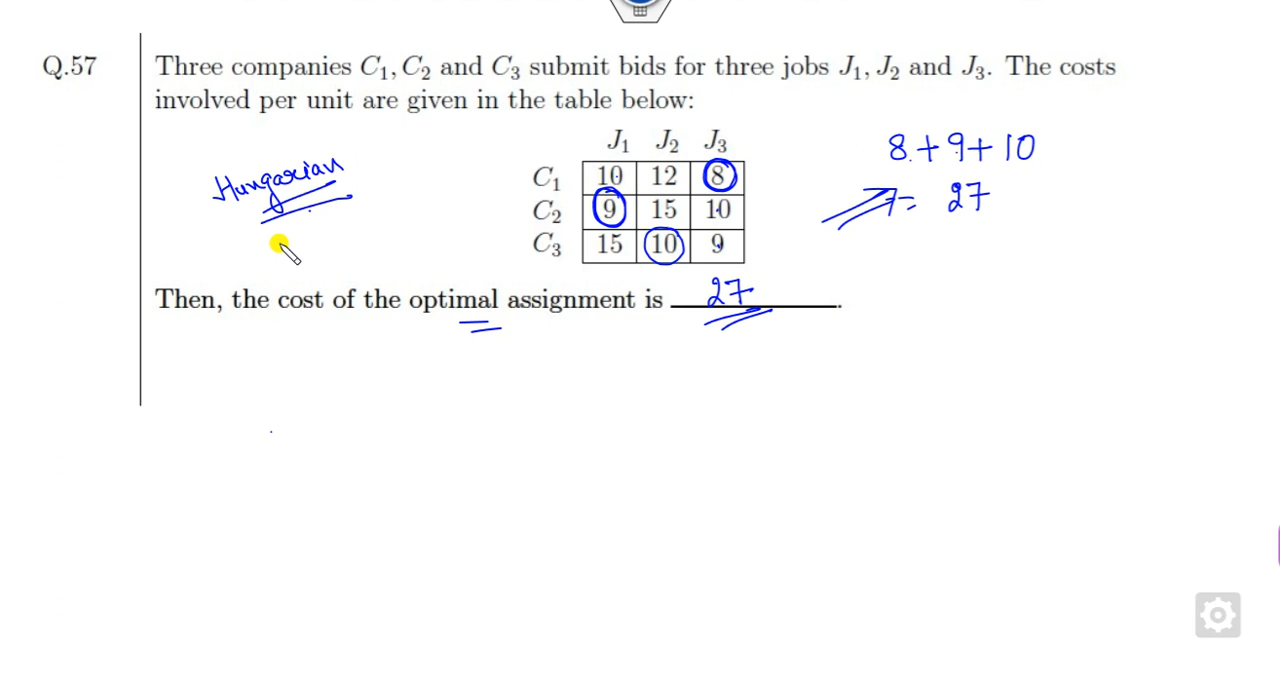 Q.57 Three companies C₁, C₂ and C₃ submit bids for three jobs J₁, J₂ and J₃. The costs
involved per unit are given in the table below:
J₁ J₂ J₃
8+9+10
Hungarian
C₁ 10 12 8
= 27
C₂ 9 15 10
C₃ 15 10 9
Then, the cost of the optimal assignment is 27.